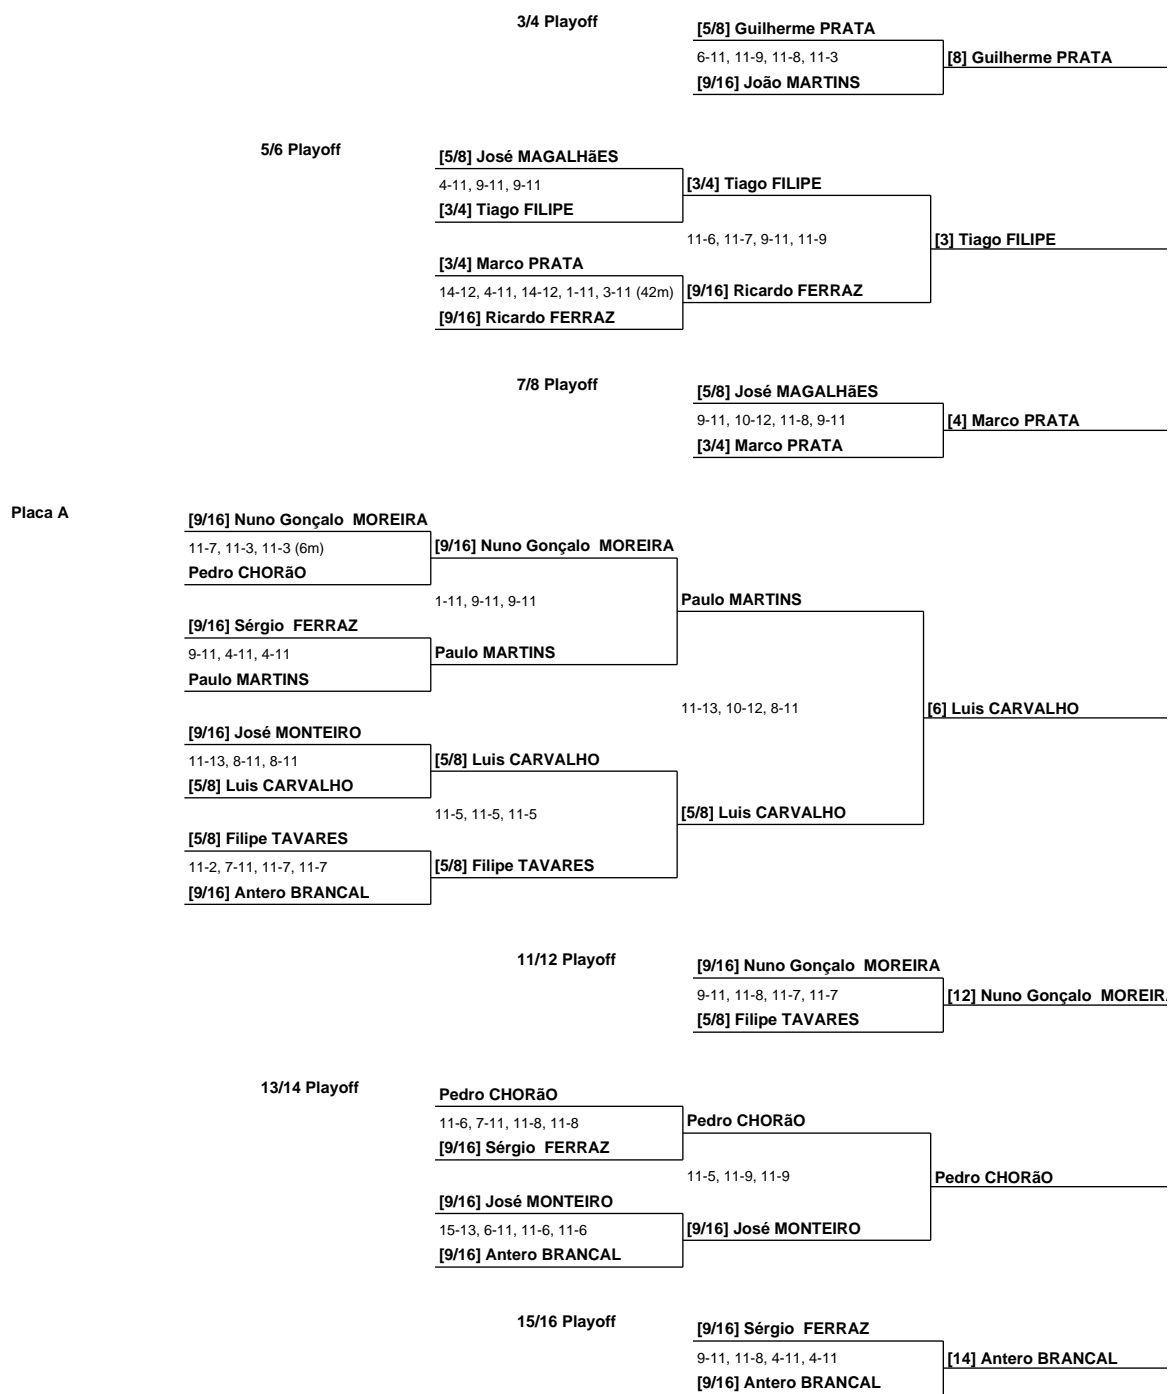 3/4 Playoff
[5/8] Guilherme PRATA
6-11, 11-9, 11-8, 11-3
[8] Guilherme PRATA
[9/16] João MARTINS
5/6 Playoff
[5/8] José MAGALHãES
4-11, 9-11, 9-11
[3/4] Tiago FILIPE
[3/4] Tiago FILIPE
11-6, 11-7, 9-11, 11-9
[3] Tiago FILIPE
[3/4] Marco PRATA
14-12, 4-11, 14-12, 1-11, 3-11 (42m)
[9/16] Ricardo FERRAZ
[9/16] Ricardo FERRAZ
7/8 Playoff
[5/8] José MAGALHãES
9-11, 10-12, 11-8, 9-11
[4] Marco PRATA
[3/4] Marco PRATA
Placa A
[9/16] Nuno Gonçalo  MOREIRA
11-7, 11-3, 11-3 (6m)
[9/16] Nuno Gonçalo  MOREIRA
Pedro CHORãO
1-11, 9-11, 9-11
Paulo MARTINS
[9/16] Sérgio  FERRAZ
9-11, 4-11, 4-11
Paulo MARTINS
Paulo MARTINS
11-13, 10-12, 8-11
[6] Luis CARVALHO
[9/16] José MONTEIRO
11-13, 8-11, 8-11
[5/8] Luis CARVALHO
[5/8] Luis CARVALHO
11-5, 11-5, 11-5
[5/8] Luis CARVALHO
[5/8] Filipe TAVARES
11-2, 7-11, 11-7, 11-7
[5/8] Filipe TAVARES
[9/16] Antero BRANCAL
11/12 Playoff
[9/16] Nuno Gonçalo  MOREIRA
9-11, 11-8, 11-7, 11-7
[12] Nuno Gonçalo  MOREIRA
[5/8] Filipe TAVARES
13/14 Playoff
Pedro CHORãO
11-6, 7-11, 11-8, 11-8
Pedro CHORãO
[9/16] Sérgio  FERRAZ
11-5, 11-9, 11-9
Pedro CHORãO
[9/16] José MONTEIRO
15-13, 6-11, 11-6, 11-6
[9/16] José MONTEIRO
[9/16] Antero BRANCAL
15/16 Playoff
[9/16] Sérgio  FERRAZ
9-11, 11-8, 4-11, 4-11
[14] Antero BRANCAL
[9/16] Antero BRANCAL